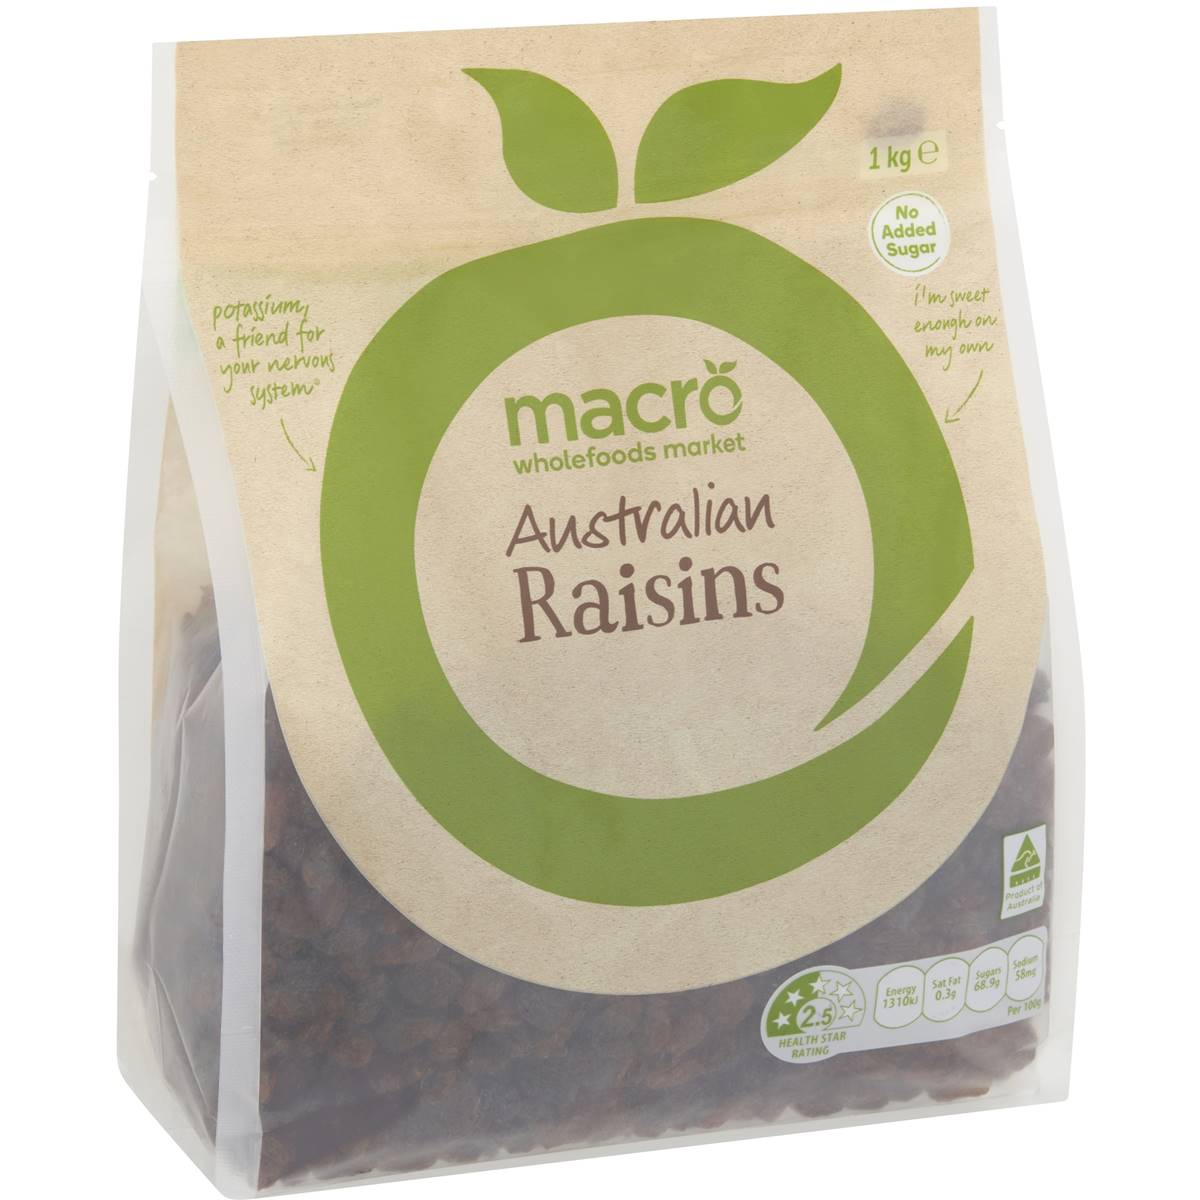 1 kg ℮
No
Added
Sugar
potassium,
a friend for
your nervous
system*
i'm sweet
enough on
my own
macro
wholefoods market
Australian
Raisins
Product of
Australia
2.5
HEALTH STAR
RATING
Energy
1310kJ
Sat Fat
0.3g
Sugars
68.9g
Sodium
58mg
Per 100g